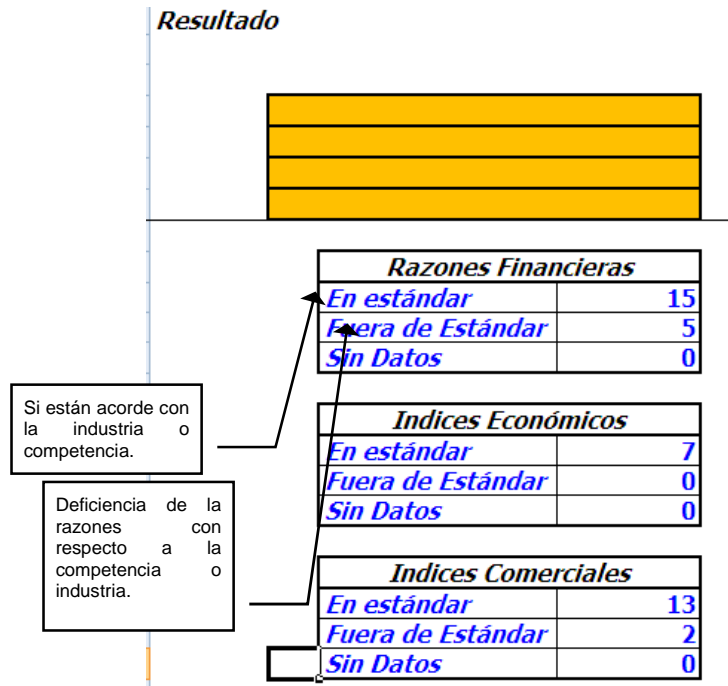 Resultado
Razones Financieras
En estándar 15
Fuera de Estándar 5
Sin Datos 0
Si están acorde con
la industria o
competencia.
Indices Económicos
En estándar 7
Fuera de Estándar 0
Sin Datos 0
Deficiencia de la
razones con
respecto a la
competencia o
industria.
Indices Comerciales
En estándar 13
Fuera de Estándar 2
Sin Datos 0